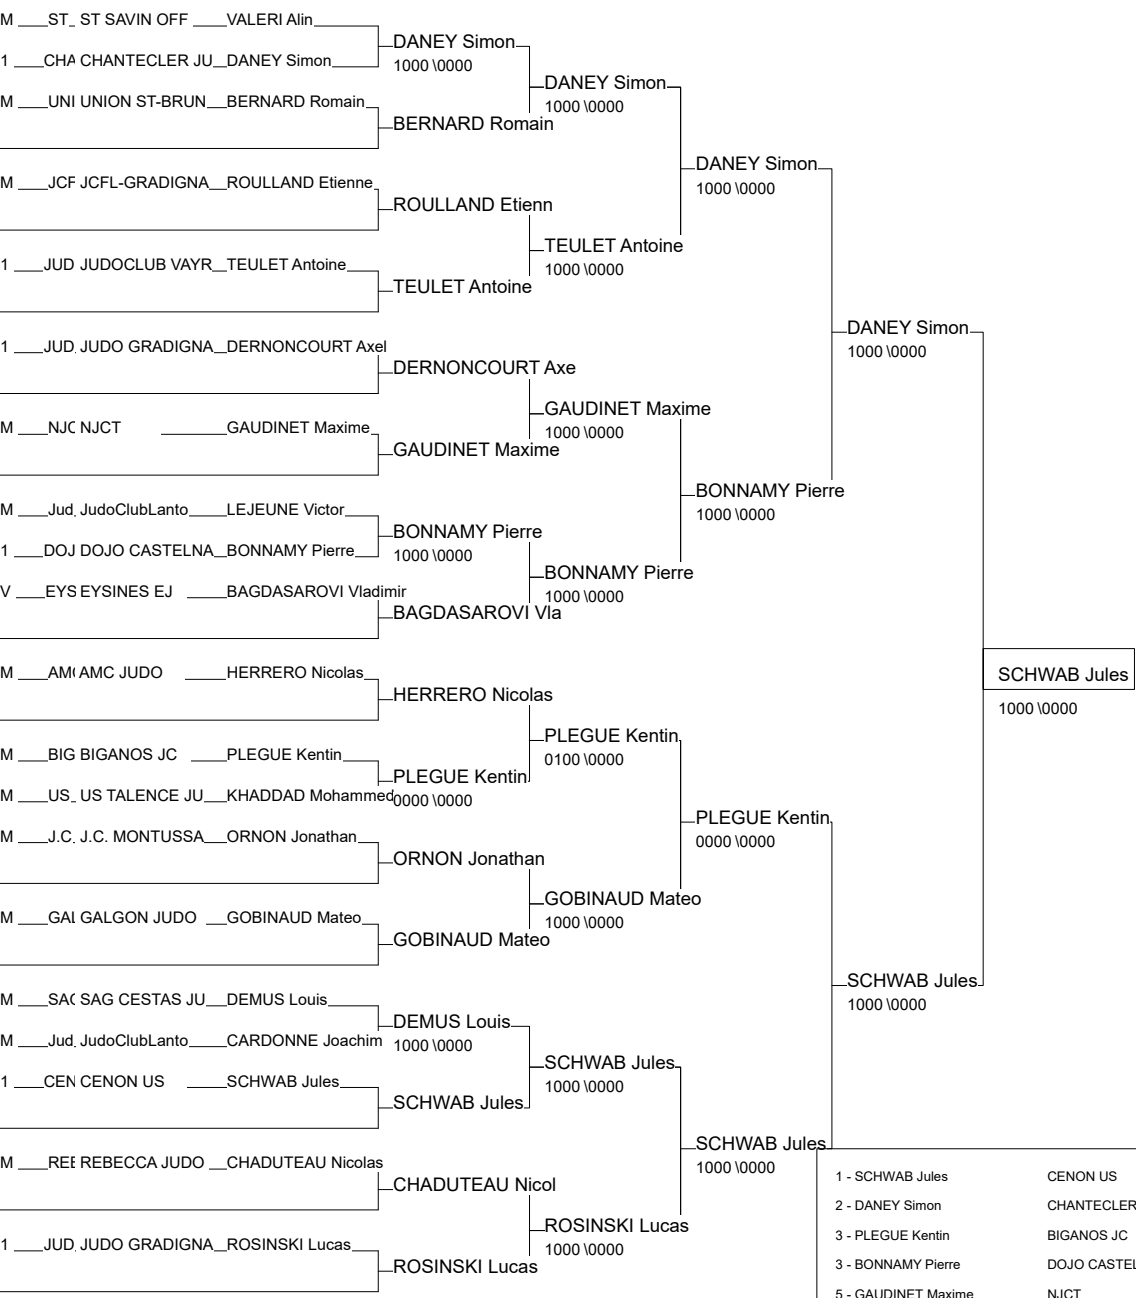 M ST_ ST SAVIN OFF VALERI Alin
1 CHA CHANTECLER JU DANEY Simon
M UNI UNION ST-BRUN BERNARD Romain
M JCF JCFL-GRADIGNA ROULLAND Etienne
1 JUD JUDOCLUB VAYR TEULET Antoine
1 JUD JUDO GRADIGNA DERNONCOURT Axel
M NJC NJCT GAUDINET Maxime
M Jud JudoClubLanto LEJEUNE Victor
1 DOJ DOJO CASTELNA BONNAMY Pierre
V EYS EYSINES EJ BAGDASAROVI Vladimir
M AMC JUDO HERRERO Nicolas
M BIG BIGANOS JC PLEGUE Kentin
M US_ US TALENCE JU KHADDAD Mohammed
M J.C. J.C. MONTUSSA ORNON Jonathan
M GAL GALGON JUDO GOBINAUD Mateo
M SAG CESTAS JU DEMUS Louis
M Jud JudoClubLanto CARDONNE Joachim
1 CEN CENON US SCHWAB Jules
M REBECCA JUDO CHADUTEAU Nicolas
1 JUD JUDO GRADIGNA ROSINSKI Lucas
DANEY Simon
1000 \0000
BERNARD Romain
ROULLAND Etienn
TEULET Antoine
DERNONCOURT Axe
GAUDINET Maxime
BONNAMY Pierre
1000 \0000
BAGDASAROVI Vla
HERRERO Nicolas
PLEGUE Kentin
0000 \0000
ORNON Jonathan
GOBINAUD Mateo
DEMUS Louis
1000 \0000
SCHWAB Jules
CHADUTEAU Nicol
ROSINSKI Lucas
DANEY Simon
1000 \0000
TEULET Antoine
1000 \0000
GAUDINET Maxime
1000 \0000
BONNAMY Pierre
1000 \0000
PLEGUE Kentin
0100 \0000
GOBINAUD Mateo
1000 \0000
SCHWAB Jules
1000 \0000
ROSINSKI Lucas
1000 \0000
DANEY Simon
1000 \0000
BONNAMY Pierre
1000 \0000
PLEGUE Kentin
0000 \0000
SCHWAB Jules
1000 \0000
DANEY Simon
1000 \0000
SCHWAB Jules
1000 \0000
SCHWAB Jules
1000 \0000
1 - SCHWAB Jules CENON US
2 - DANEY Simon CHANTECLER
3 - PLEGUE Kentin BIGANOS JC
3 - BONNAMY Pierre DOJO CASTEL
5 - GAUDINET Maxime NJCT